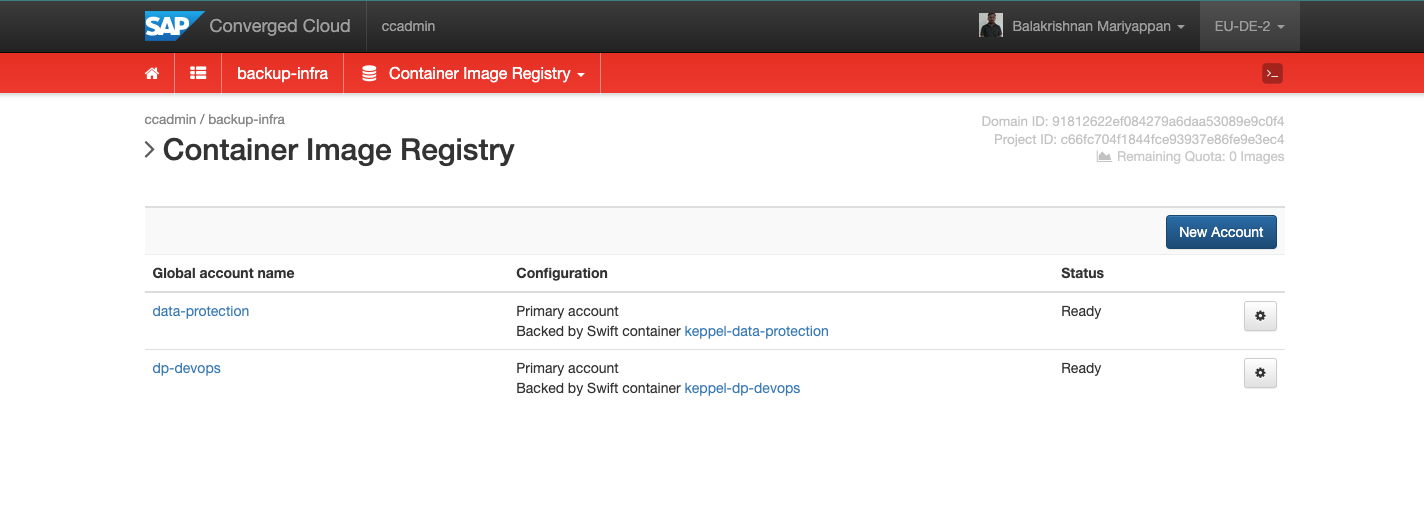 SAP Converged Cloud ccadmin Balakrishnan Mariyappan EU-DE-2
backup-infra Container Image Registry >_
ccadmin / backup-infra
Domain ID: 91812622ef084279a6daa53089e9c0f4
Container Image Registry
Project ID: c66fc704f1844fce93937e86fe9e3ec4
Remaining Quota: 0 Images
New Account
Global account name Configuration Status
data-protection Primary account Ready
Backed by Swift container keppel-data-protection
dp-devops Primary account Ready
Backed by Swift container keppel-dp-devops